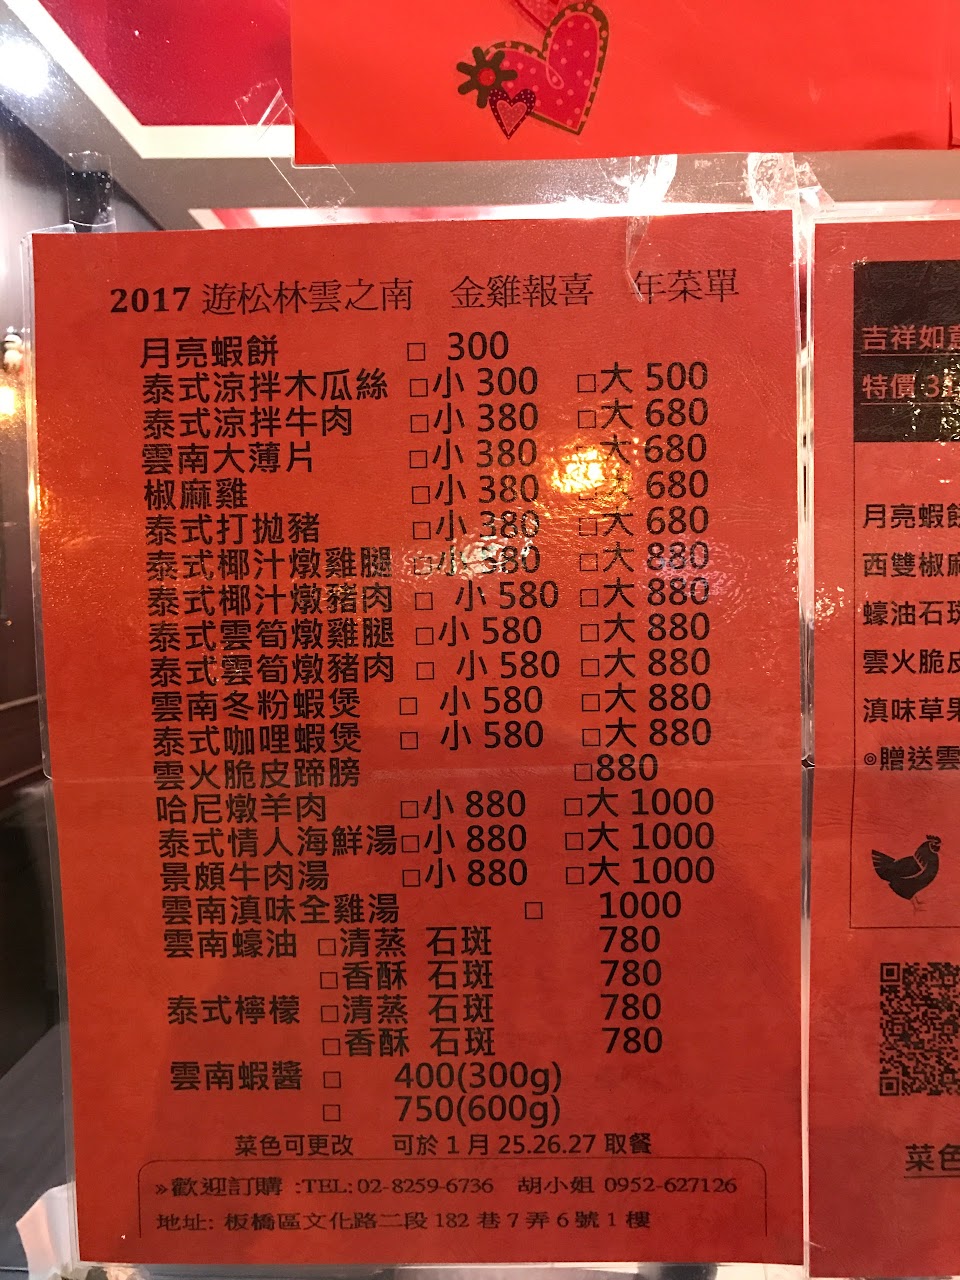 2017 遊松林雲之南 金雞報喜 年菜單
月亮蝦餅 □ 300
泰式涼拌木瓜絲 □小 300 □大 500
泰式涼拌牛肉 □小 380 □大 680
雲南大薄片 □小 380 □大 680
椒麻雞 □小 380 □大 680
泰式打拋豬 □小 380 □大 680
泰式椰汁燉雞腿 □小 580 □大 880
泰式椰汁燉豬肉 □ 小 580 □大 880
泰式雲筍燉雞腿 □小 580 □大 880
泰式雲筍燉豬肉 □ 小 580 □大 880
雲南冬粉蝦煲 □ 小 580 □大 880
泰式咖哩蝦煲 □ 小 580 □大 880
雲火脆皮蹄膀 □880
哈尼燉羊肉 □小 880 □大 1000
泰式情人海鮮湯□小 880 □大 1000
景頗牛肉湯 □小 880 □大 1000
雲南滇味全雞湯 □ 1000
雲南蠔油 □清蒸 石斑 780
□香酥 石斑 780
泰式檸檬 □清蒸 石斑 780
□香酥 石斑 780
雲南蝦醬 □ 400(300g)
□ 750(600g)
菜色可更改 可於 1 月 25.26.27 取餐
»歡迎訂購 :TEL: 02-8259-6736 胡小姐 0952-627126
地址: 板橋區文化路二段 182 巷 7 弄 6 號 1 樓
吉祥如意
特價 3
月亮蝦餅
西雙椒麻
蠔油石斑
雲火脆皮
滇味草果
⊙贈送雲
菜色